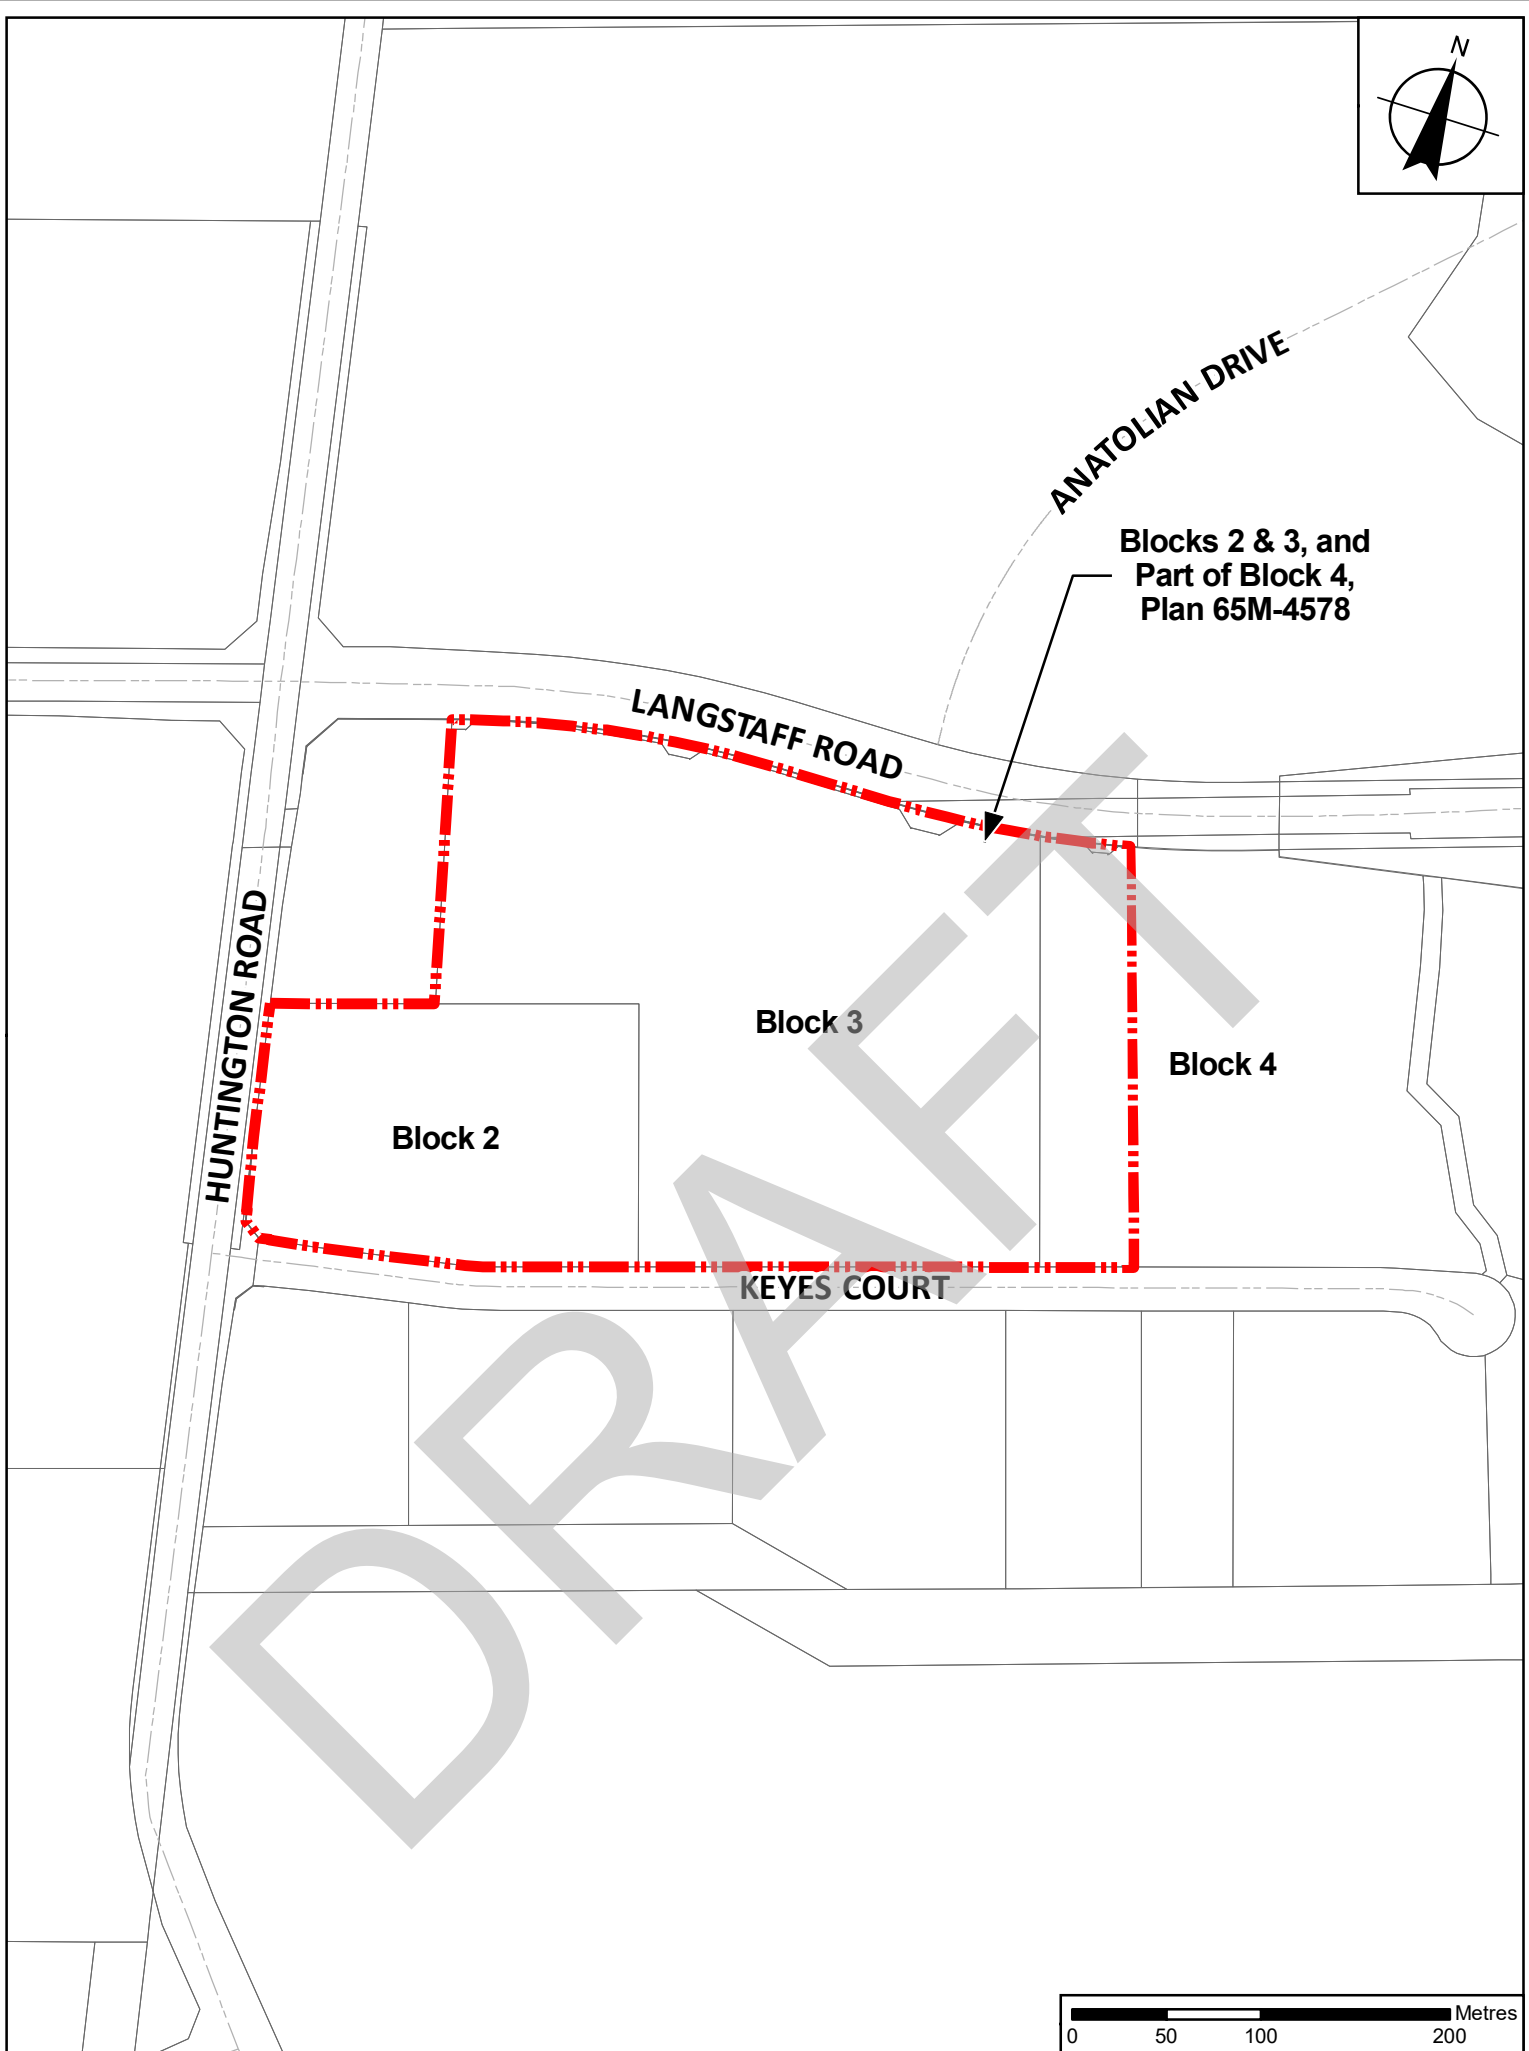 N
ANATOLIAN DRIVE
Blocks 2 & 3, and
Part of Block 4,
Plan 65M-4578
LANGSTAFF ROAD
HUNTINGTON ROAD
Block 3
Block 4
Block 2
KEYES COURT
DRAFT
Metres
0 50 100 200